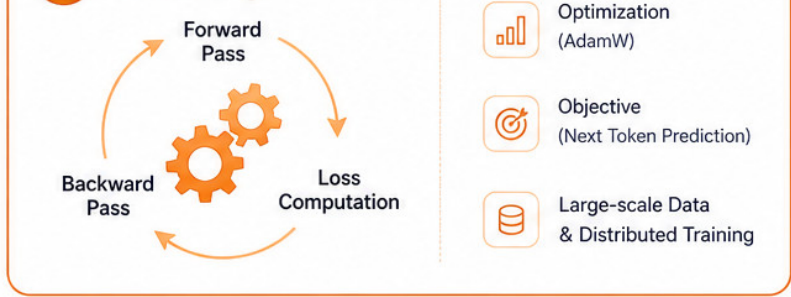 Forward
Pass
Loss
Computation
Backward
Pass
Optimization
(AdamW)
Objective
(Next Token Prediction)
Large-scale Data
& Distributed Training